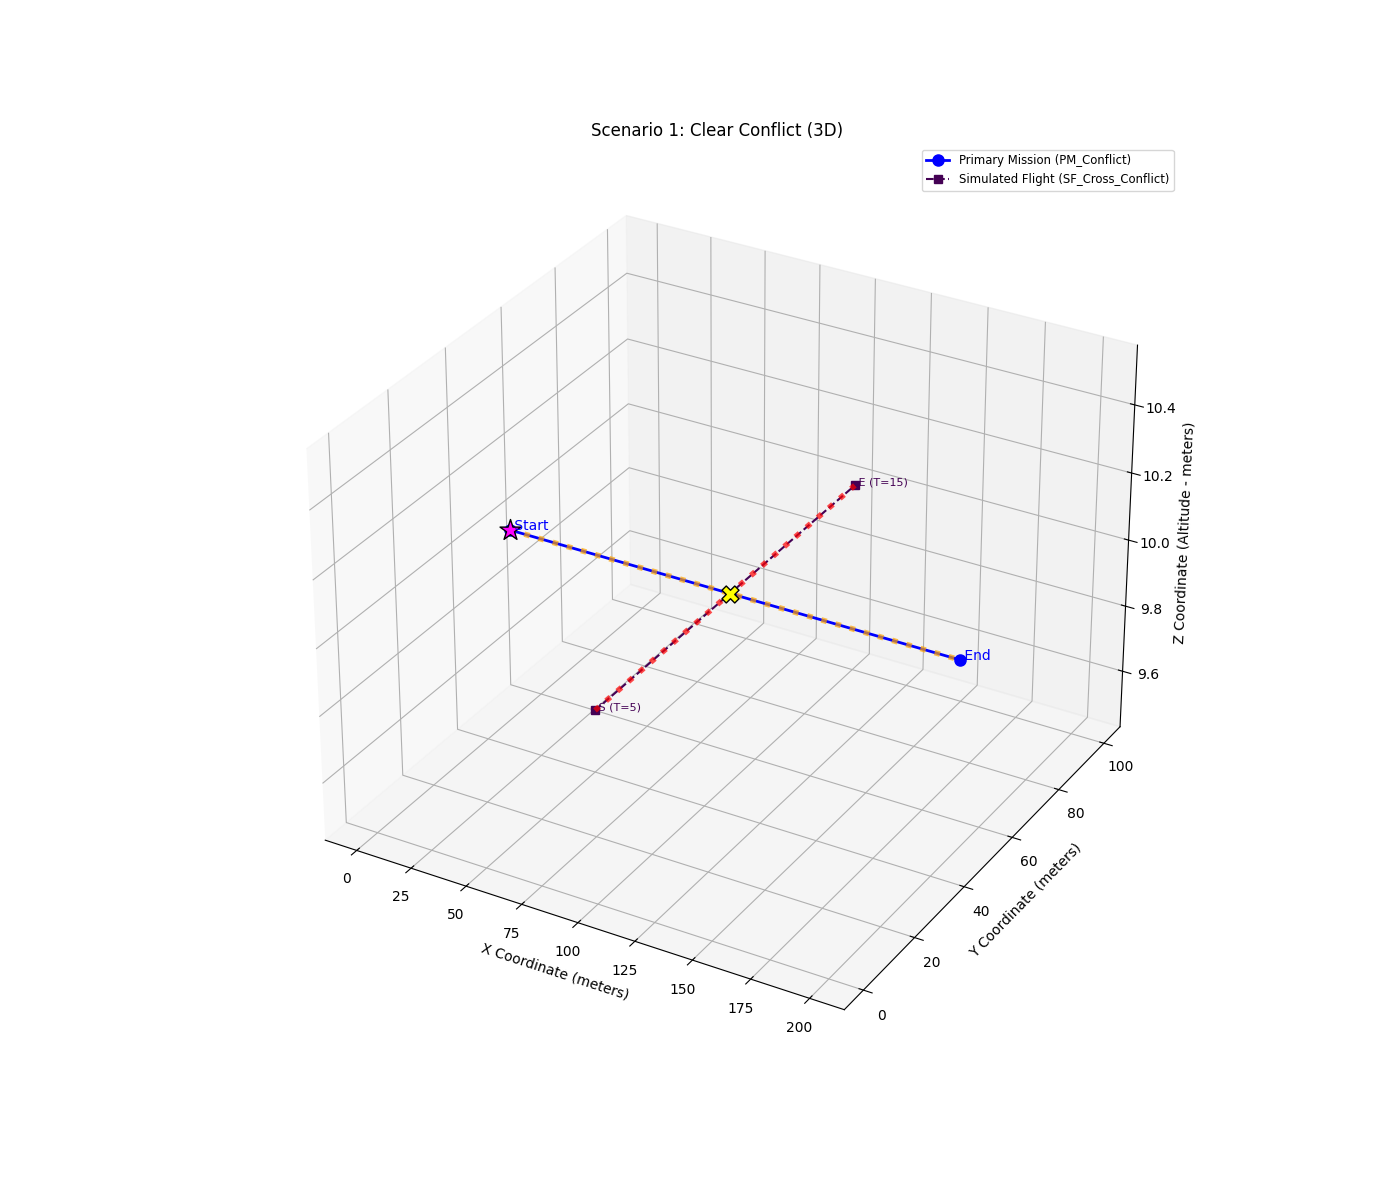 Scenario 1: Clear Conflict (3D)
Primary Mission (PM_Conflict)
Simulated Flight (SF_Cross_Conflict)
Start
End
S (T=5)
E (T=15)
10.4
10.2
10.0
9.8
9.6
Z Coordinate (Altitude - meters)
0
25
50
75
100
125
150
175
200
X Coordinate (meters)
0
20
40
60
80
100
Y Coordinate (meters)